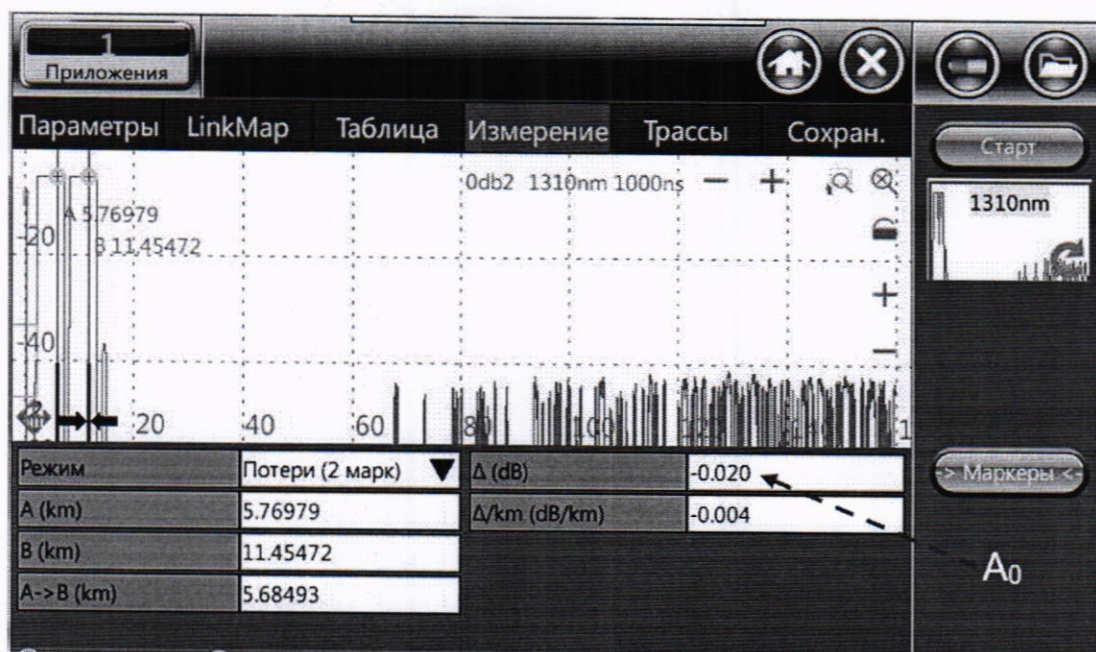 1
Приложения
Параметры LinkMap Таблица Измерение Трассы Сохран.
Старт
0db2 1310nm 1000ns
1310nm
A 5.76979
B 11.45472
-20
-40
20 40 60 80 100
Режим Потери (2 марк) Δ (dB) -0.020
-> Маркеры <-
A (km) 5.76979 Δ/km (dB/km) -0.004
B (km) 11.45472
A->B (km) 5.68493
A0